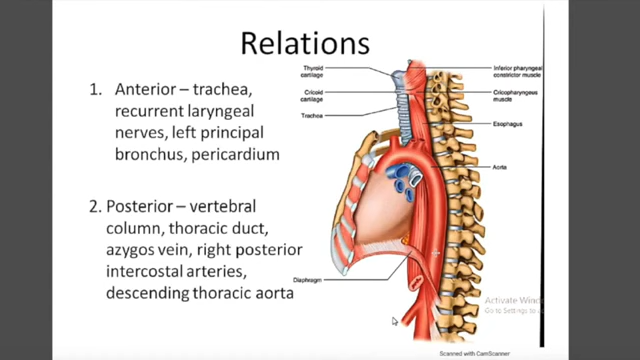 Relations
1. Anterior – trachea,
recurrent laryngeal
nerves, left principal
bronchus, pericardium
2. Posterior – vertebral
column, thoracic duct,
azygos vein, right posterior
intercostal arteries,
descending thoracic aorta
Thyroid
cartilage
Cricoid
cartilage
Trachea
Diaphragm
Inferior pharyngeal
constrictor muscle
Cricopharyngeus
muscle
Esophagus
Aorta
Activate Wind
Go to Settings to
Scanned with CamScanner